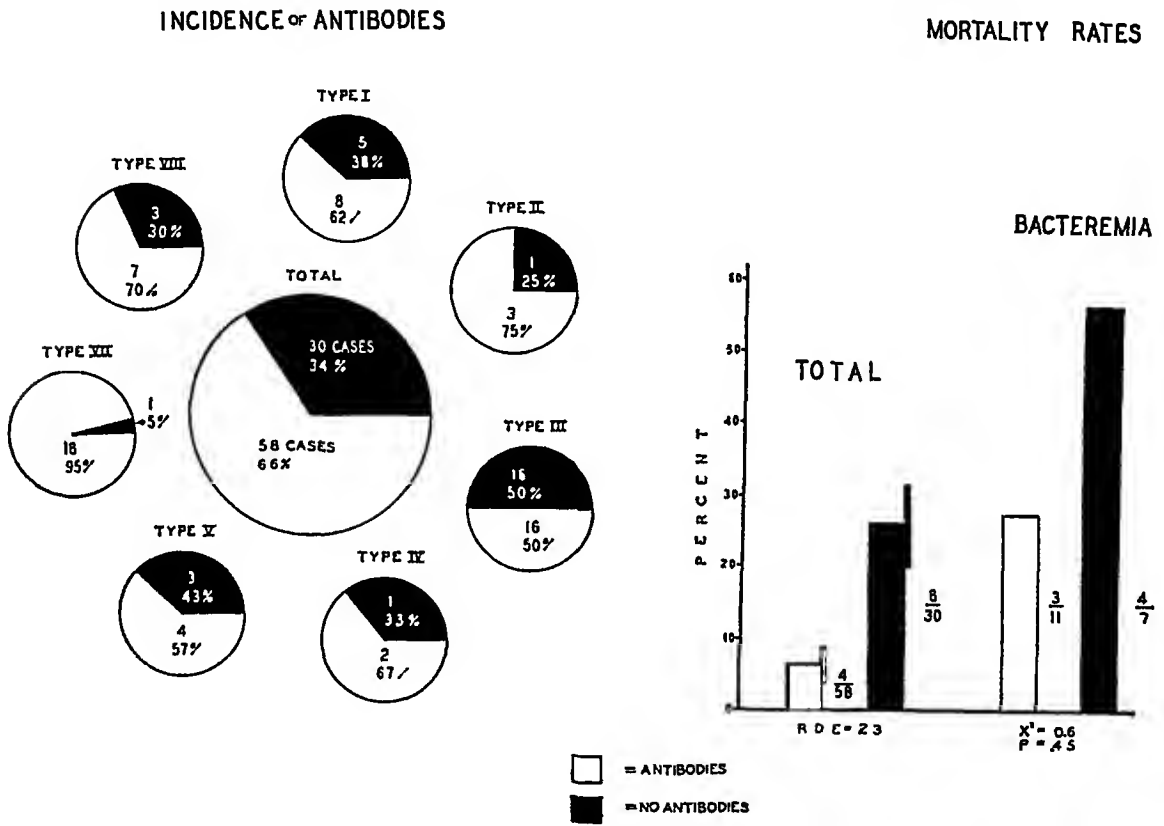 INCIDENCE OF ANTIBODIES
MORTALITY RATES
TYPE I
5
38%
8
62%
TYPE VIII
3
30%
7
70%
TYPE II
1
25%
3
75%
TOTAL
30 CASES
34 %
58 CASES
66%
TYPE VII
1
5%
18
95%
TYPE III
16
50%
16
50%
TYPE V
3
43%
4
57%
TYPE IV
1
33%
2
67%
BACTEREMIA
TOTAL
PERCENT
60
50
40
30
20
10
0
4
58
8
30
3
11
4
7
R D E = 2.3
X² = 0.6
P = .45
= ANTIBODIES
= NO ANTIBODIES